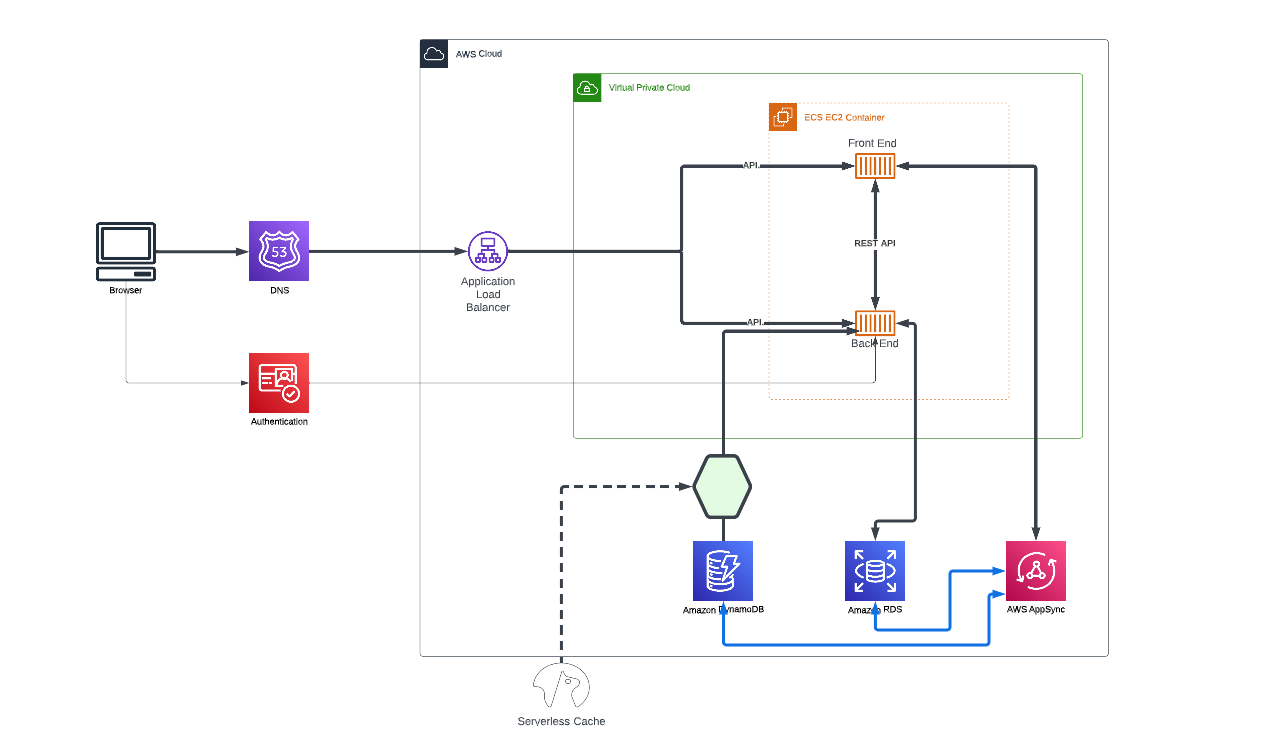 AWS Cloud
Virtual Private Cloud
ECS EC2 Container
Front End
API
53
REST API
Browser
DNS
Application
Load
Balancer
API
Back End
Authentication
Amazon DynamoDB
Amazon RDS
AWS AppSync
Serverless Cache